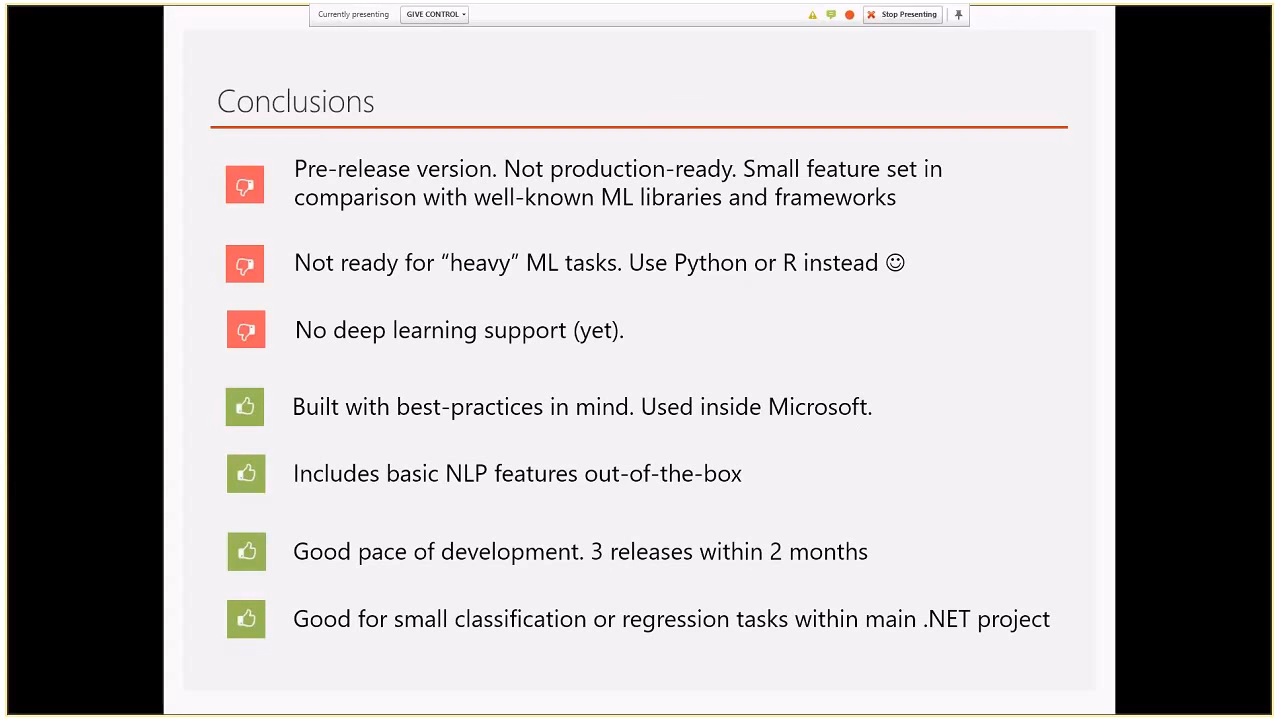 Currently presenting GIVE CONTROL Stop Presenting
Conclusions
Pre-release version. Not production-ready. Small feature set in
comparison with well-known ML libraries and frameworks
Not ready for “heavy” ML tasks. Use Python or R instead ☺
No deep learning support (yet).
Built with best-practices in mind. Used inside Microsoft.
Includes basic NLP features out-of-the-box
Good pace of development. 3 releases within 2 months
Good for small classification or regression tasks within main .NET project